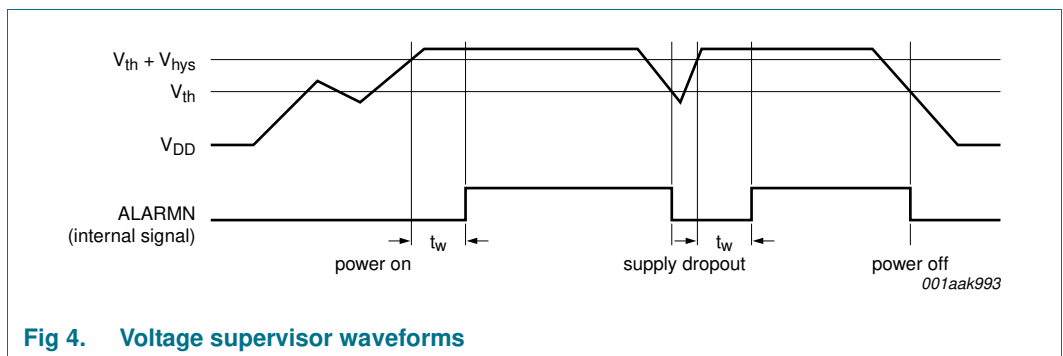 Vth + Vhys
Vth
VDD
ALARMN
(internal signal)
tw
tw
power on
supply dropout
power off
001aak993
Fig 4. Voltage supervisor waveforms